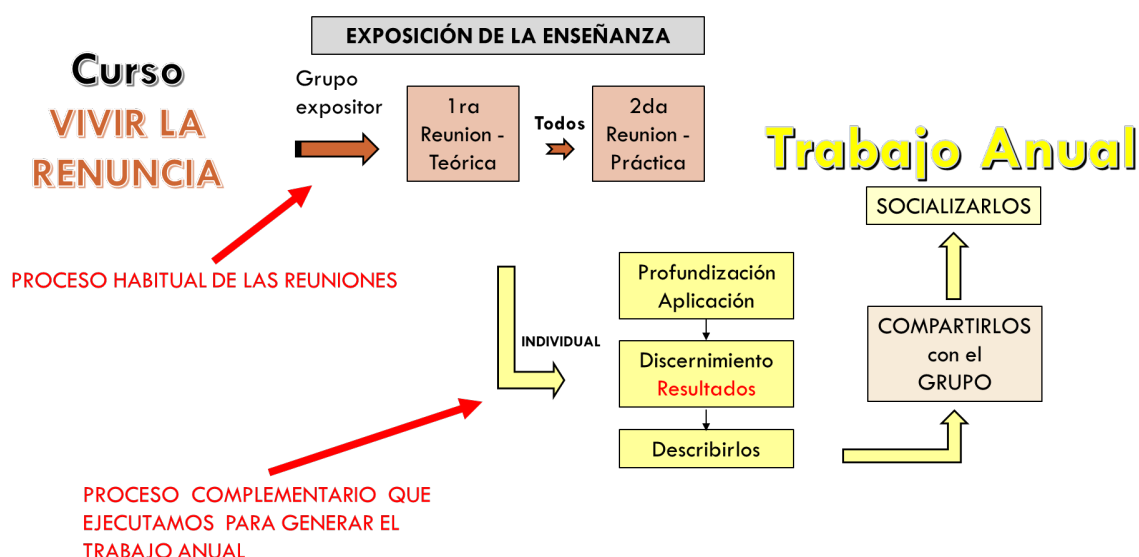 EXPOSICIÓN DE LA ENSEÑANZA
Curso
VIVIR LA
RENUNCIA
Grupo
expositor
1ra
Reunion -
Teórica
Todos
2da
Reunion -
Práctica
Trabajo Anual
SOCIALIZARLOS
PROCESO HABITUAL DE LAS REUNIONES
Profundización
Aplicación
INDIVIDUAL
Discernimiento
Resultados
Describirlos
COMPARTIRLOS
con el
GRUPO
PROCESO COMPLEMENTARIO QUE
EJECUTAMOS PARA GENERAR EL
TRABAJO ANUAL